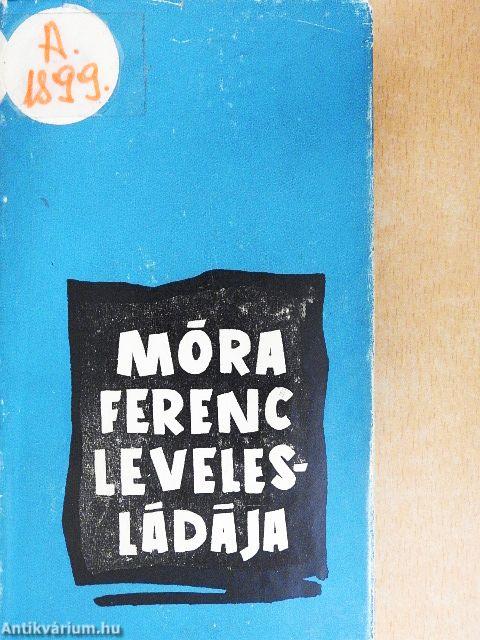 A.
1899.
MÓRA
FERENC
LEVELES-
LÁDÁJA
Antikvárium.hu